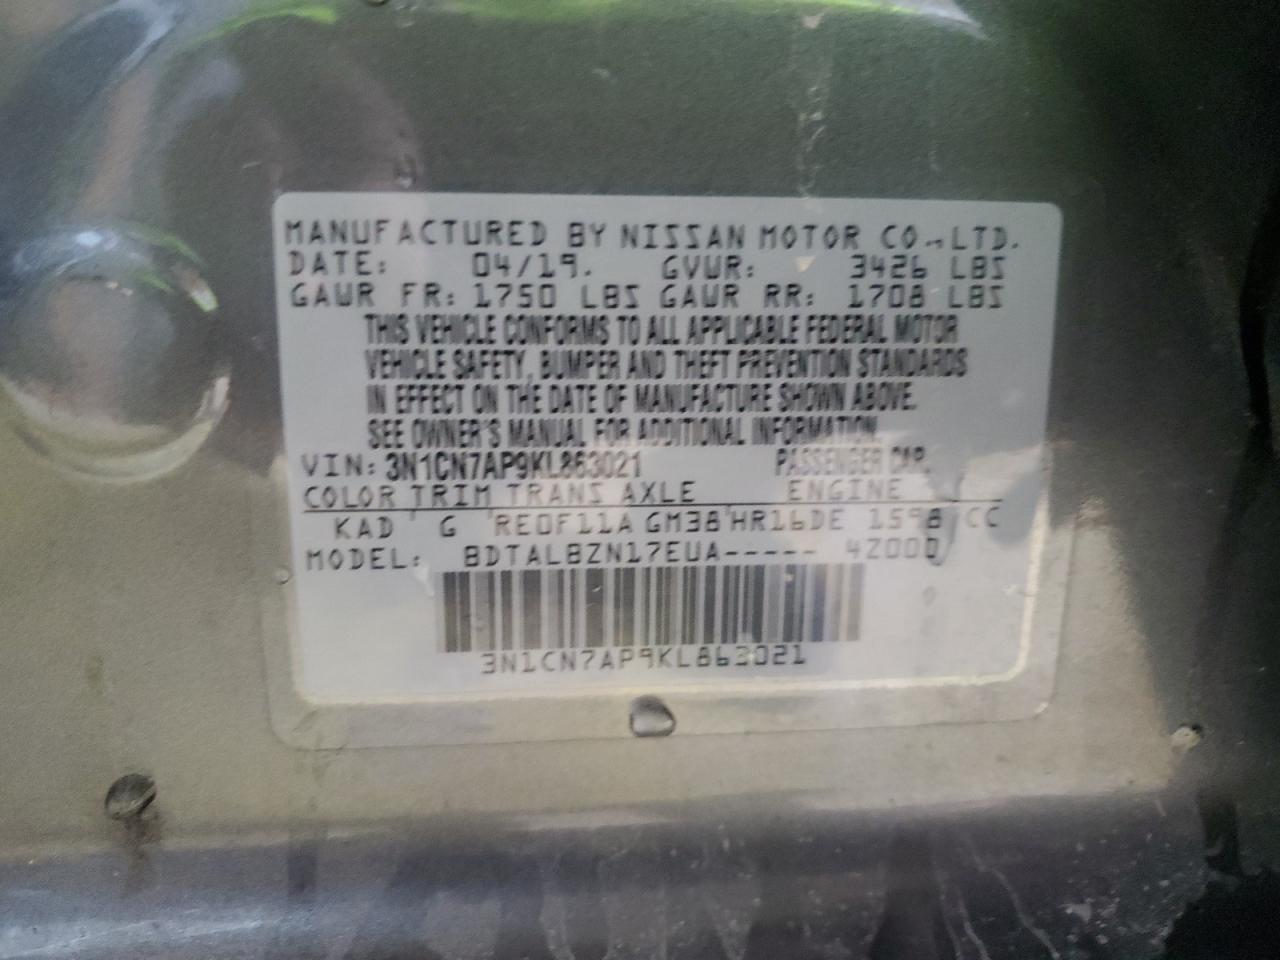 MANUFACTURED BY NISSAN MOTOR CO., LTD.
DATE: 04/19. GVWR: 3426 LBS
GAWR FR: 1750 LBS GAWR RR: 1708 LBS
THIS VEHICLE CONFORMS TO ALL APPLICABLE FEDERAL MOTOR
VEHICLE SAFETY, BUMPER AND THEFT PREVENTION STANDARDS
IN EFFECT ON THE DATE OF MANUFACTURE SHOWN ABOVE.
SEE OWNER'S MANUAL FOR ADDITIONAL INFORMATION.
VIN: 3N1CN7AP9KL863021 PASSENGER CAR.
COLOR TRIM TRANS AXLE ENGINE
KAD G RE0F11A GM38 HR16DE 1598 CC
MODEL: BDTALBZN17EUA----- 4Z000
3N1CN7AP9KL863021